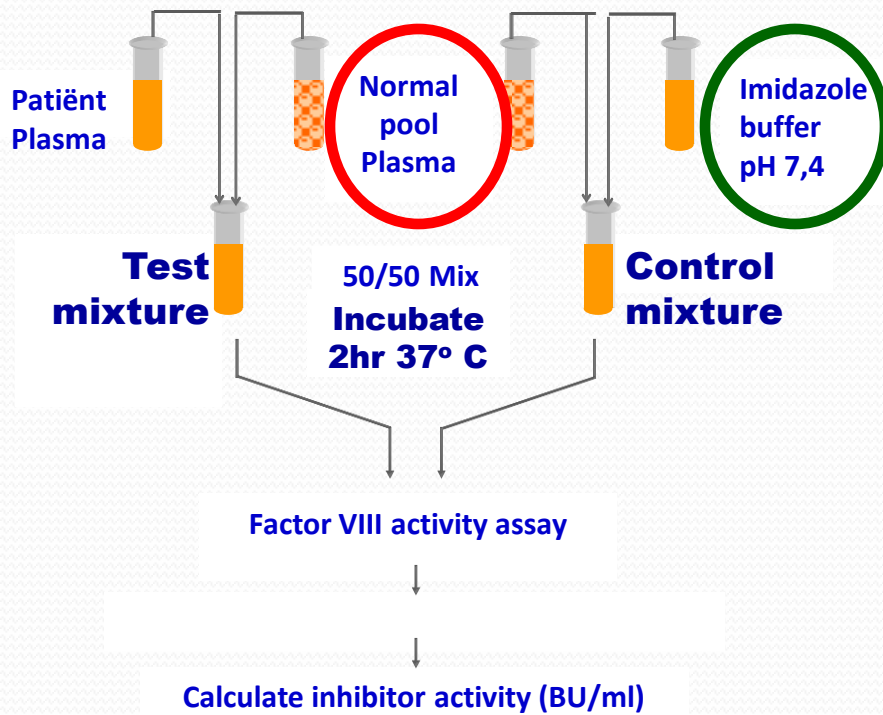 Patiënt
Plasma
Normal
pool
Plasma
Imidazole
buffer
pH 7,4
Test
mixture
50/50 Mix
Incubate
2hr 37º C
Control
mixture
Factor VIII activity assay
Calculate inhibitor activity (BU/ml)